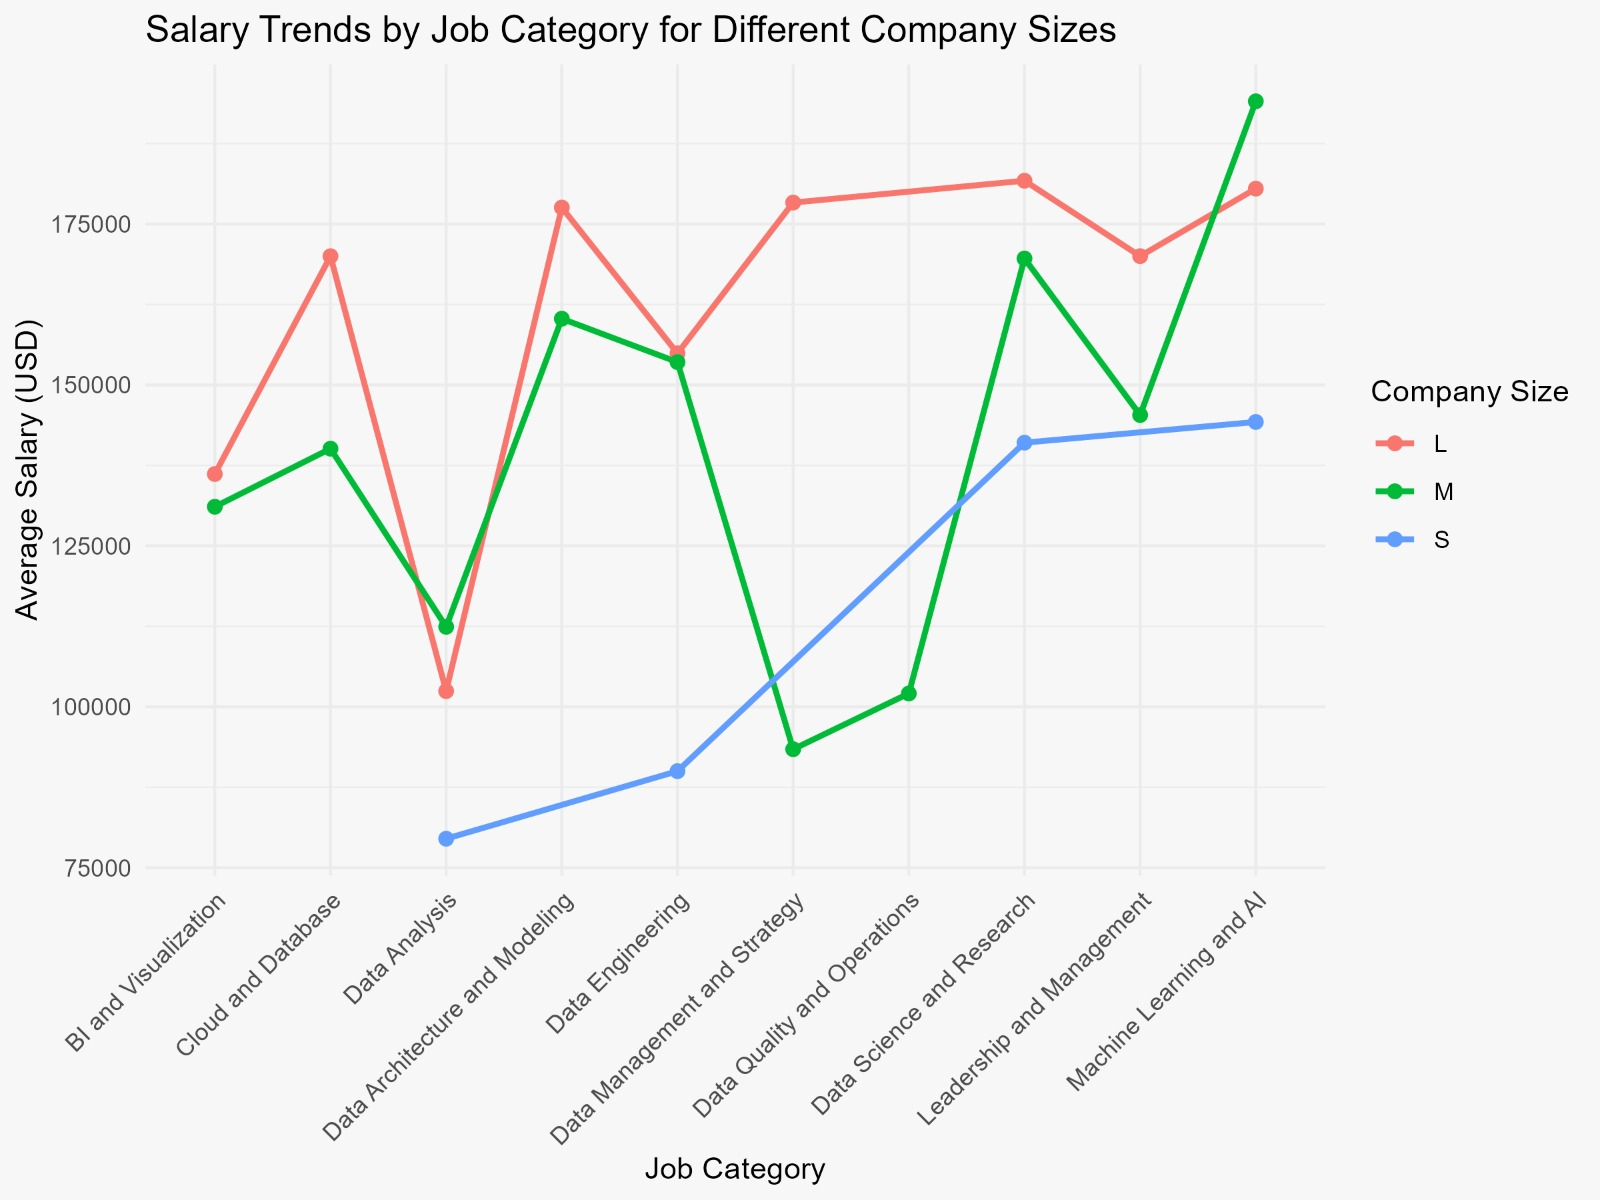 Salary Trends by Job Category for Different Company Sizes
Average Salary (USD)
175000
150000
125000
100000
75000
BI and Visualization
Cloud and Database
Data Analysis
Data Architecture and Modeling
Data Engineering
Data Management and Strategy
Data Quality and Operations
Data Science and Research
Leadership and Management
Machine Learning and AI
Job Category
Company Size
L
M
S